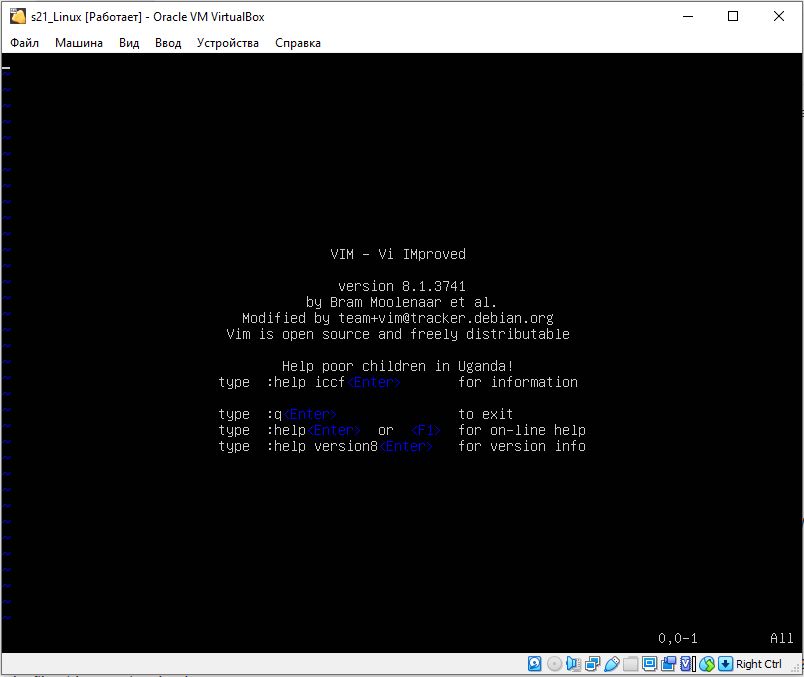 s21_Linux [Работает] - Oracle VM VirtualBox
Файл Машина Вид Ввод Устройства Справка
VIM - Vi IMproved
version 8.1.3741
by Bram Moolenaar et al.
Modified by team+vim@tracker.debian.org
Vim is open source and freely distributable
Help poor children in Uganda!
type :help iccf<Enter> for information
type :q<Enter> to exit
type :help<Enter> or <F1> for on-line help
type :help version8<Enter> for version info
0,0-1 All
Right Ctrl